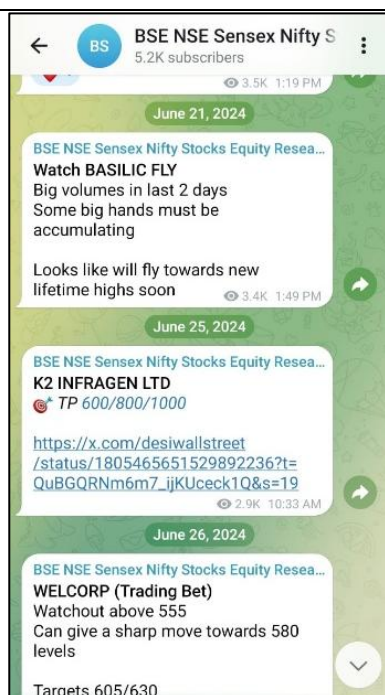 BS
BSE NSE Sensex Nifty S
5.2K subscribers
3.5K 1:19 PM
June 21, 2024
BSE NSE Sensex Nifty Stocks Equity Resea...
Watch BASILIC FLY
Big volumes in last 2 days
Some big hands must be
accumulating
Looks like will fly towards new
lifetime highs soon
3.4K 1:49 PM
June 25, 2024
BSE NSE Sensex Nifty Stocks Equity Resea...
K2 INFRAGEN LTD
🎯 TP 600/800/1000
https://x.com/desiwallstreet
/status/1805465651529892236?t=
QuBGQRNm6m7_ijKUceck1Q&s=19
2.9K 10:33 AM
June 26, 2024
BSE NSE Sensex Nifty Stocks Equity Resea...
WELCORP (Trading Bet)
Watchout above 555
Can give a sharp move towards 580
levels
Targets 605/630